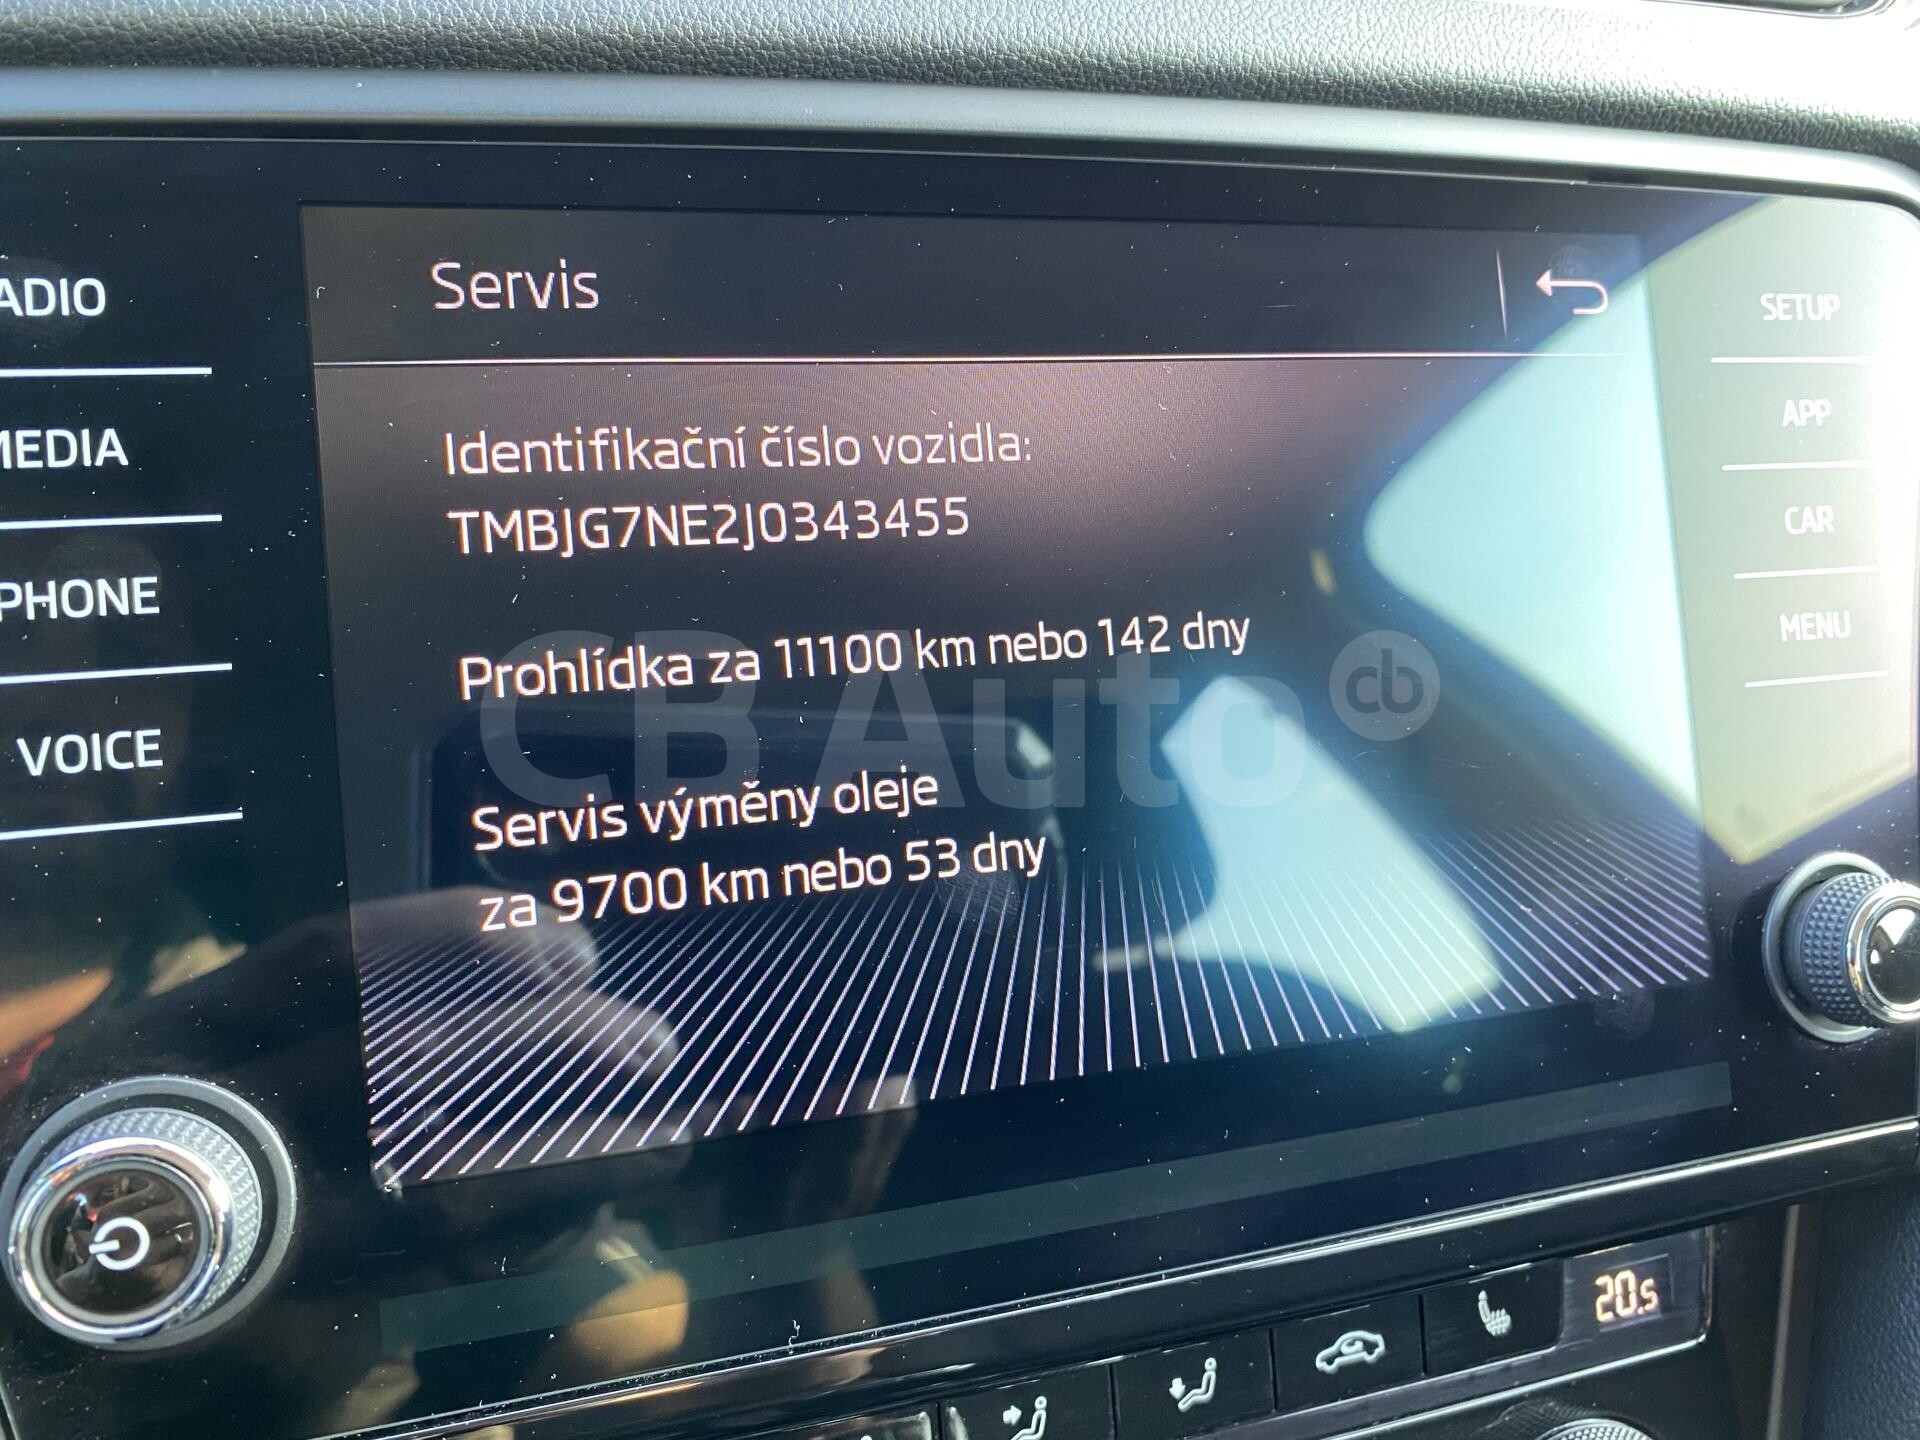 Servis
Identifikační číslo vozidla:
TMBJG7NE2J0343455
Prohlídka za 11100 km nebo 142 dny
Servis výměny oleje
za 9700 km nebo 53 dny
ADIO
MEDIA
PHONE
VOICE
SETUP
APP
CAR
MENU
CB Auto cb
20.5